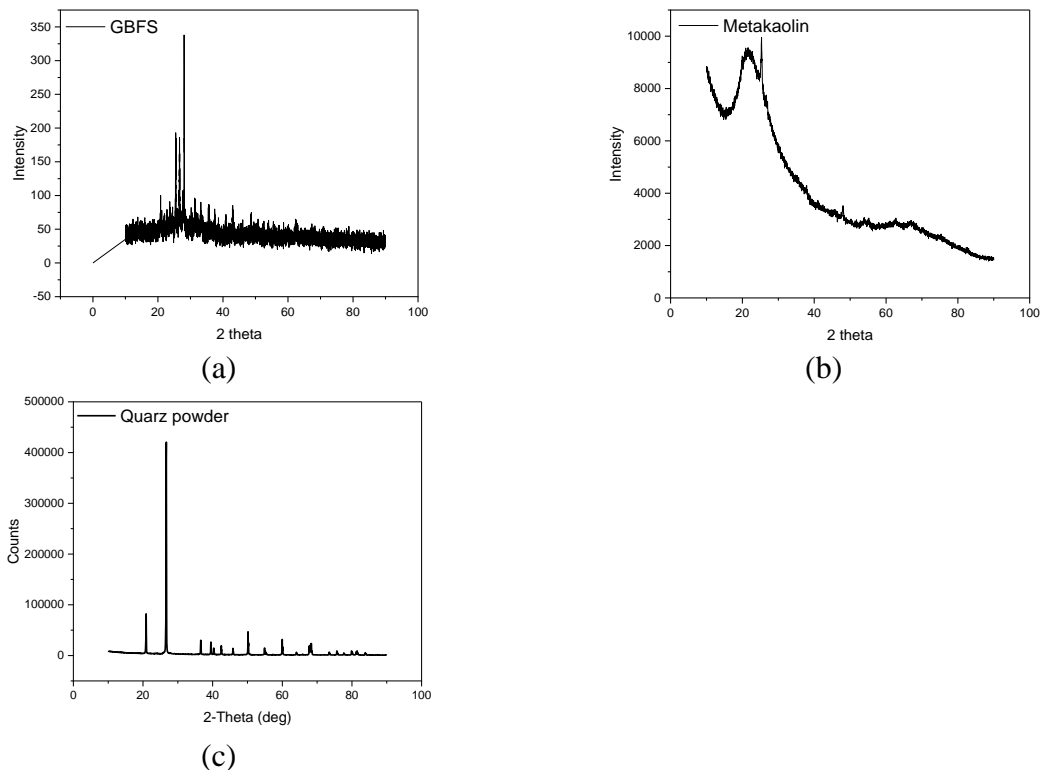 GBFS
350
300
250
200
150
100
50
0
-50
Intensity
0 20 40 60 80 100
2 theta
(a)
Metakaolin
10000
8000
6000
4000
2000
0
Intensity
0 20 40 60 80 100
2 theta
(b)
Quarz powder
500000
400000
300000
200000
100000
0
Counts
0 20 40 60 80 100
2-Theta (deg)
(c)